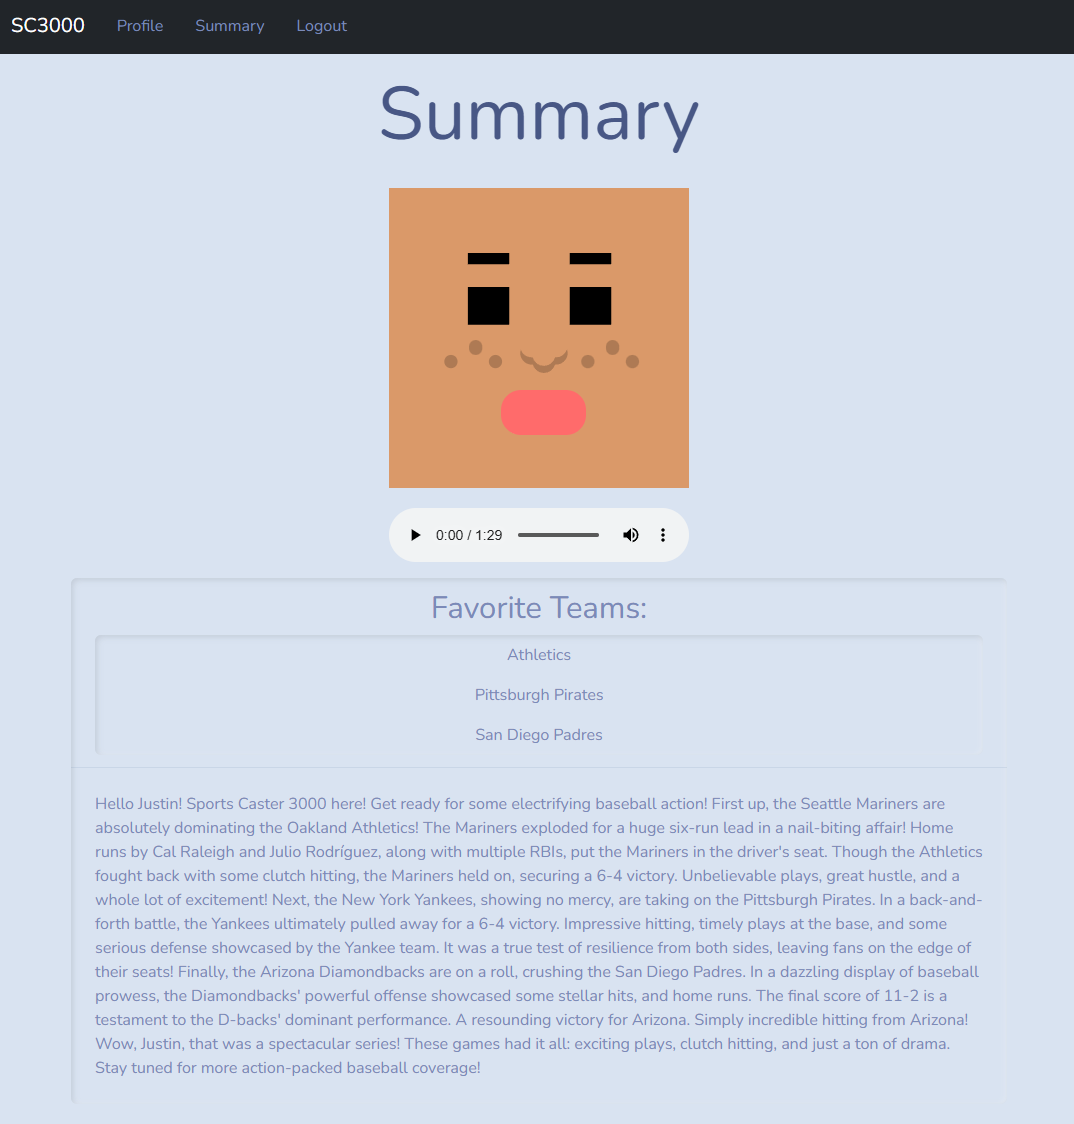 SC3000 Profile Summary Logout
Summary
0:00 / 1:29
Favorite Teams:
Athletics
Pittsburgh Pirates
San Diego Padres
Hello Justin! Sports Caster 3000 here! Get ready for some electrifying baseball action! First up, the Seattle Mariners are
absolutely dominating the Oakland Athletics! The Mariners exploded for a huge six-run lead in a nail-biting affair! Home
runs by Cal Raleigh and Julio Rodríguez, along with multiple RBIs, put the Mariners in the driver's seat. Though the Athletics
fought back with some clutch hitting, the Mariners held on, securing a 6-4 victory. Unbelievable plays, great hustle, and a
whole lot of excitement! Next, the New York Yankees, showing no mercy, are taking on the Pittsburgh Pirates. In a back-and-
forth battle, the Yankees ultimately pulled away for a 6-4 victory. Impressive hitting, timely plays at the base, and some
serious defense showcased by the Yankee team. It was a true test of resilience from both sides, leaving fans on the edge of
their seats! Finally, the Arizona Diamondbacks are on a roll, crushing the San Diego Padres. In a dazzling display of baseball
prowess, the Diamondbacks' powerful offense showcased some stellar hits, and home runs. The final score of 11-2 is a
testament to the D-backs' dominant performance. A resounding victory for Arizona. Simply incredible hitting from Arizona!
Wow, Justin, that was a spectacular series! These games had it all: exciting plays, clutch hitting, and just a ton of drama.
Stay tuned for more action-packed baseball coverage!